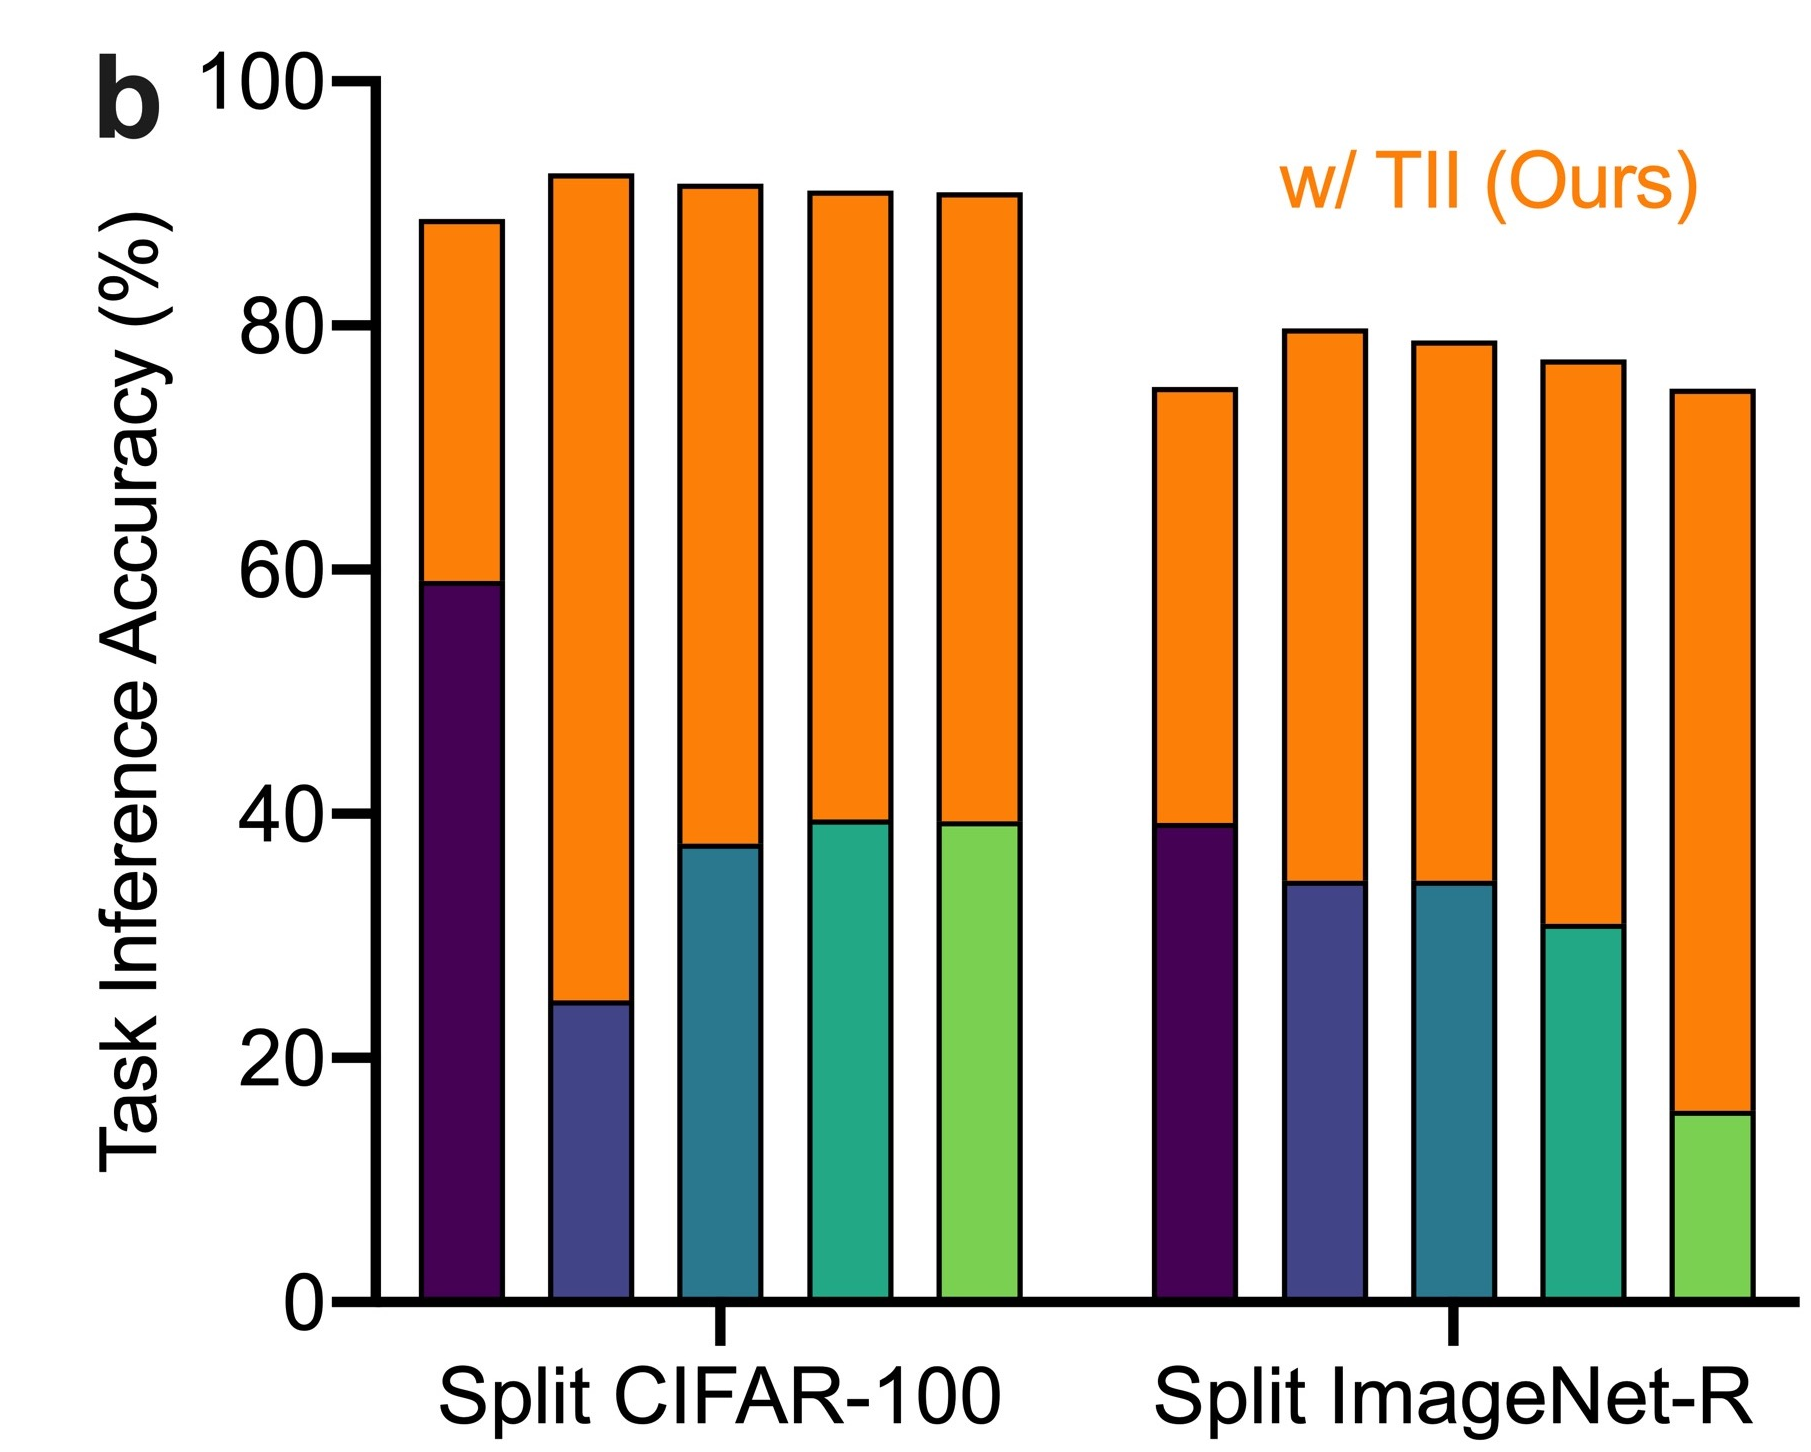 b
100
80
60
40
20
0
Task Inference Accuracy (%)
w/ TII (Ours)
Split CIFAR-100
Split ImageNet-R